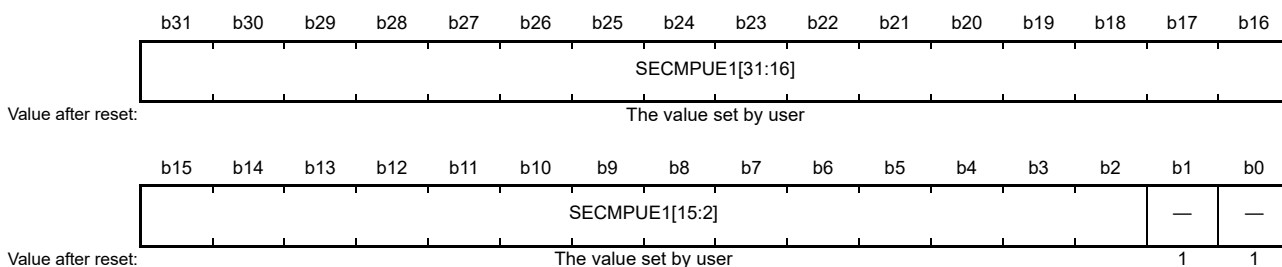 b31 b30 b29 b28 b27 b26 b25 b24 b23 b22 b21 b20 b19 b18 b17 b16
SECMPUE1[31:16]
Value after reset: The value set by user
b15 b14 b13 b12 b11 b10 b9 b8 b7 b6 b5 b4 b3 b2 b1 b0
SECMPUE1[15:2] — —
Value after reset: The value set by user 1 1